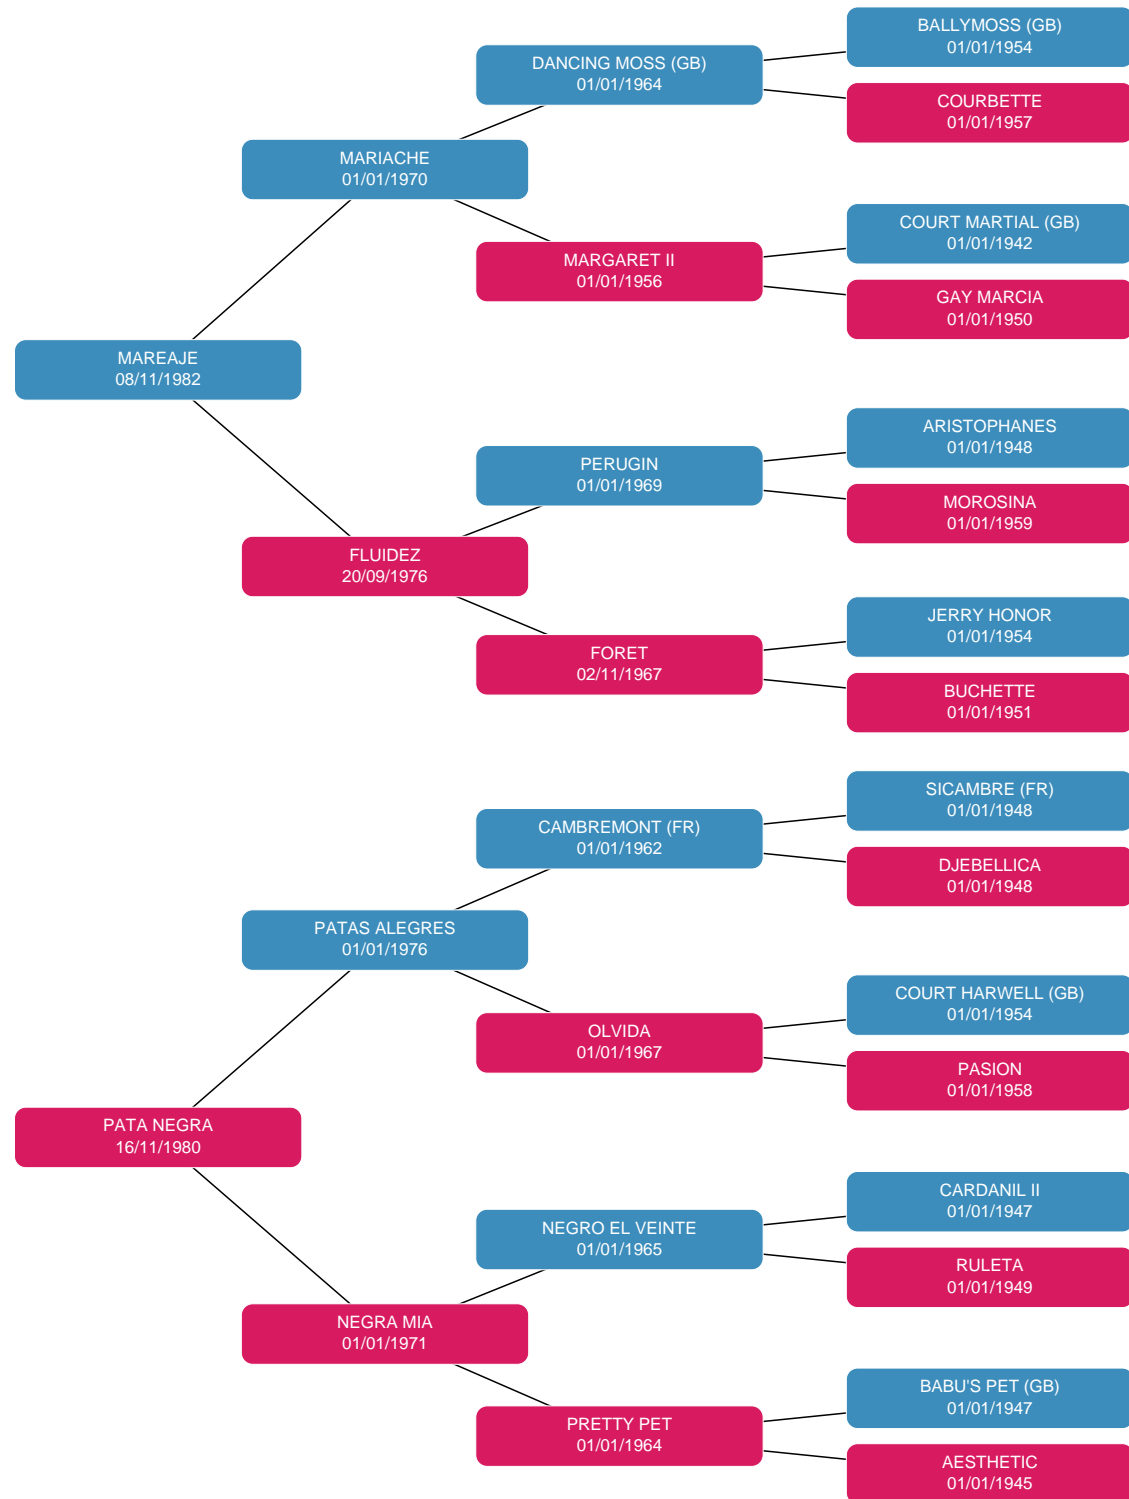 BALLYMOSS (GB)
01/01/1954
DANCING MOSS (GB)
01/01/1964
COURBETTE
01/01/1957
MARIACHE
01/01/1970
COURT MARTIAL (GB)
01/01/1942
MARGARET II
01/01/1956
GAY MARCIA
01/01/1950
MAREAJE
08/11/1982
ARISTOPHANES
01/01/1948
PERUGIN
01/01/1969
MOROSINA
01/01/1959
FLUIDEZ
20/09/1976
JERRY HONOR
01/01/1954
FORET
02/11/1967
BUCHETTE
01/01/1951
SICAMBRE (FR)
01/01/1948
CAMBREMONT (FR)
01/01/1962
DJEBELLICA
01/01/1948
PATAS ALEGRES
01/01/1976
COURT HARWELL (GB)
01/01/1954
OLVIDA
01/01/1967
PASION
01/01/1958
PATA NEGRA
16/11/1980
CARDANIL II
01/01/1947
NEGRO EL VEINTE
01/01/1965
RULETA
01/01/1949
NEGRA MIA
01/01/1971
BABU'S PET (GB)
01/01/1947
PRETTY PET
01/01/1964
AESTHETIC
01/01/1945